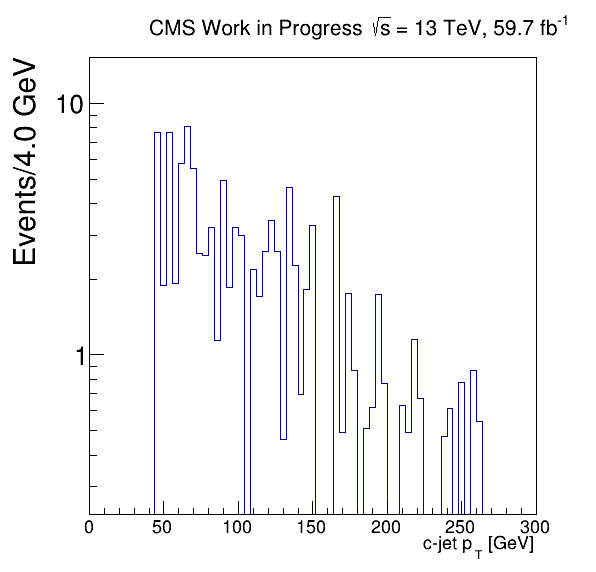 CMS Work in Progress √s = 13 TeV, 59.7 fb⁻¹
Events/4.0 GeV
10
1
0 50 100 150 200 250 300
c-jet p_T [GeV]